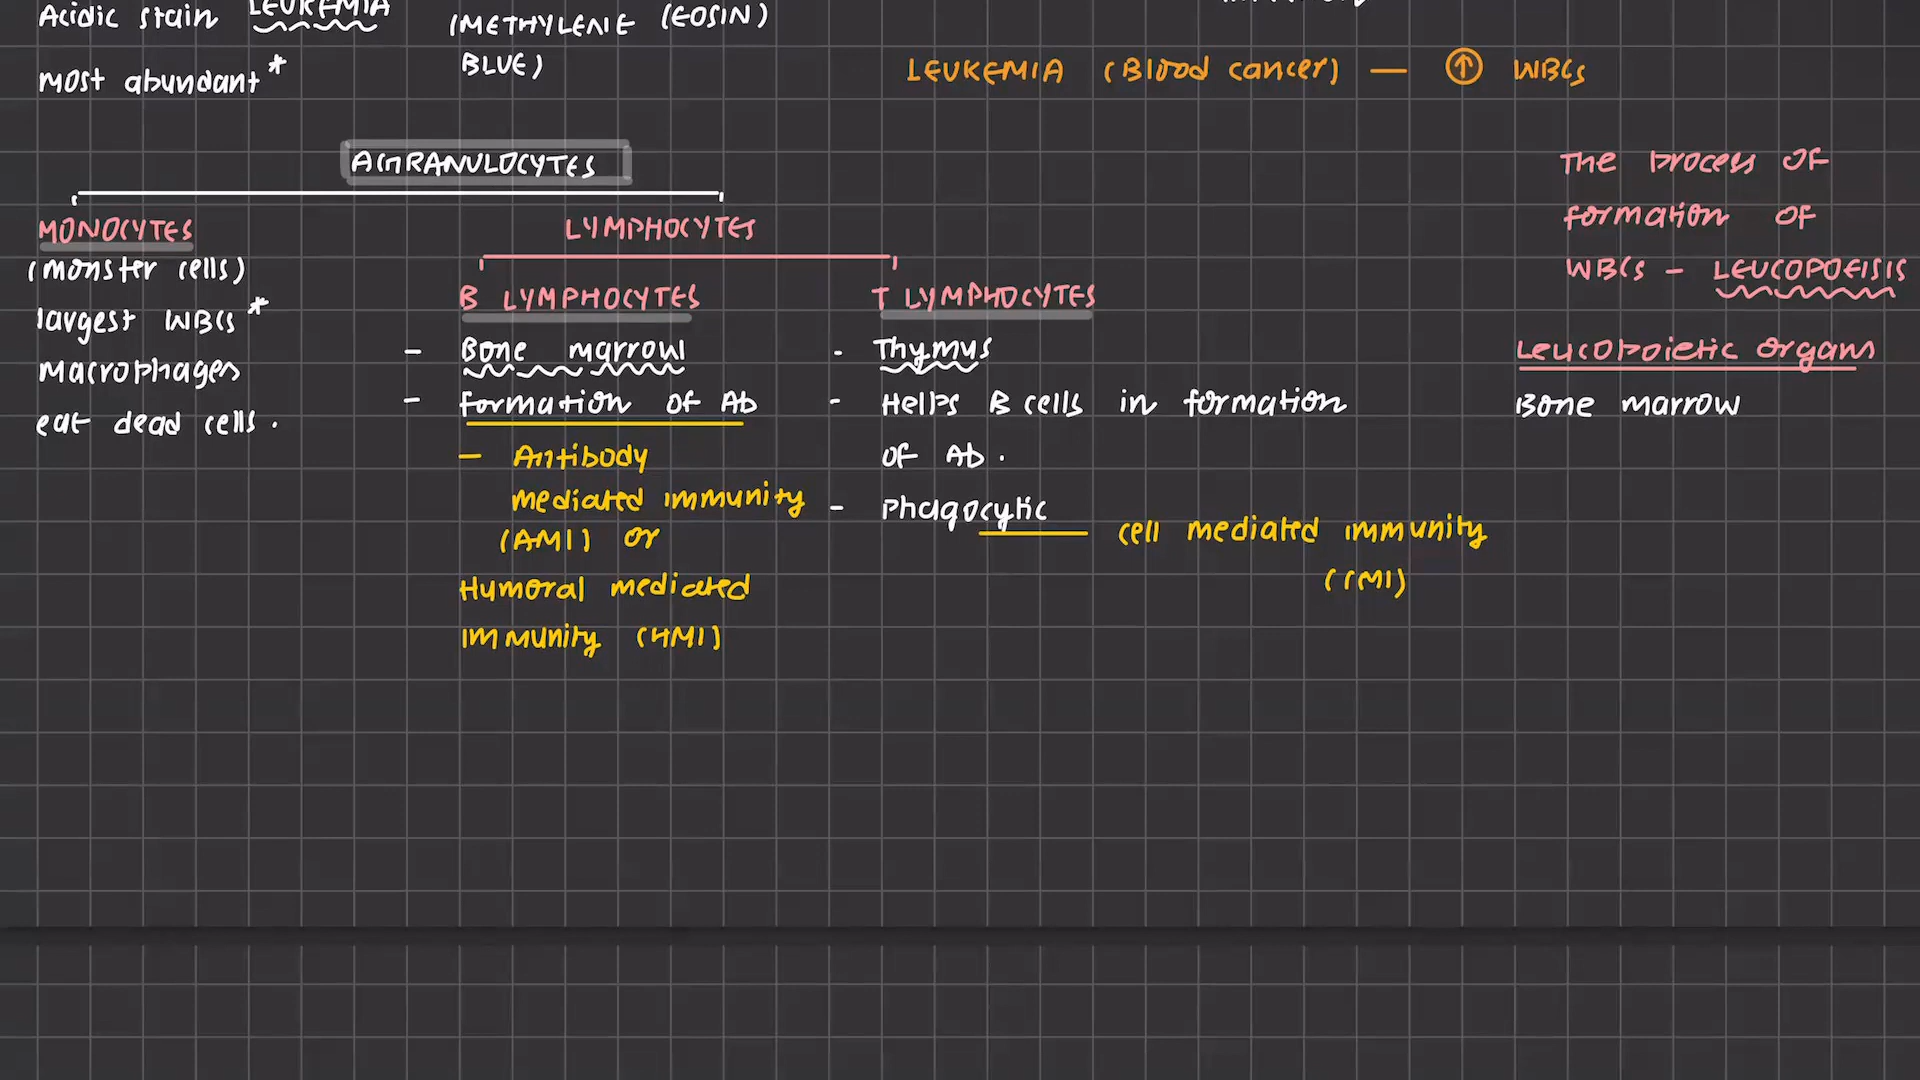 Acidic stain LEUKEMIA
(METHYLENE (EOSIN)
BLUE)
most abundant*
LEUKEMIA (Blood cancer) — ↑ WBCs
AGRANULOCYTES
MONOCYTES
(monster cells)
largest WBCs*
Macrophages
eat dead cells.
LYMPHOCYTES
B LYMPHOCYTES
- Bone marrow
- formation of Ab
- Antibody
mediated immunity
(AMI) or
Humoral mediated
immunity (HMI)
T LYMPHOCYTES
- Thymus
- Helps B cells in formation
of Ab.
- Phagocytic
cell mediated immunity
(CMI)
The process of
formation of
WBCs - LEUCOPOEISIS
Leucopoietic organs
Bone marrow